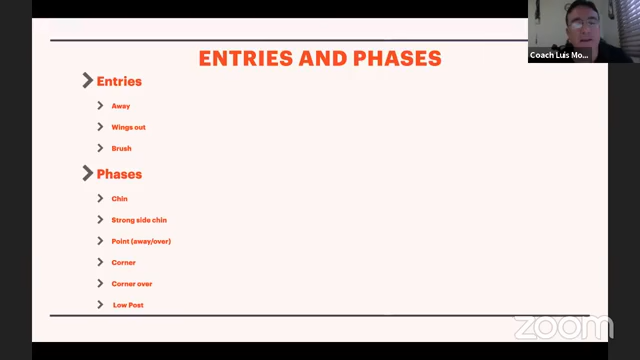 Coach Luis Mo...
ENTRIES AND PHASES
Entries
Away
Wings out
Brush
Phases
Chin
Strong side chin
Point (away/over)
Corner
Corner over
Low Post
zoom